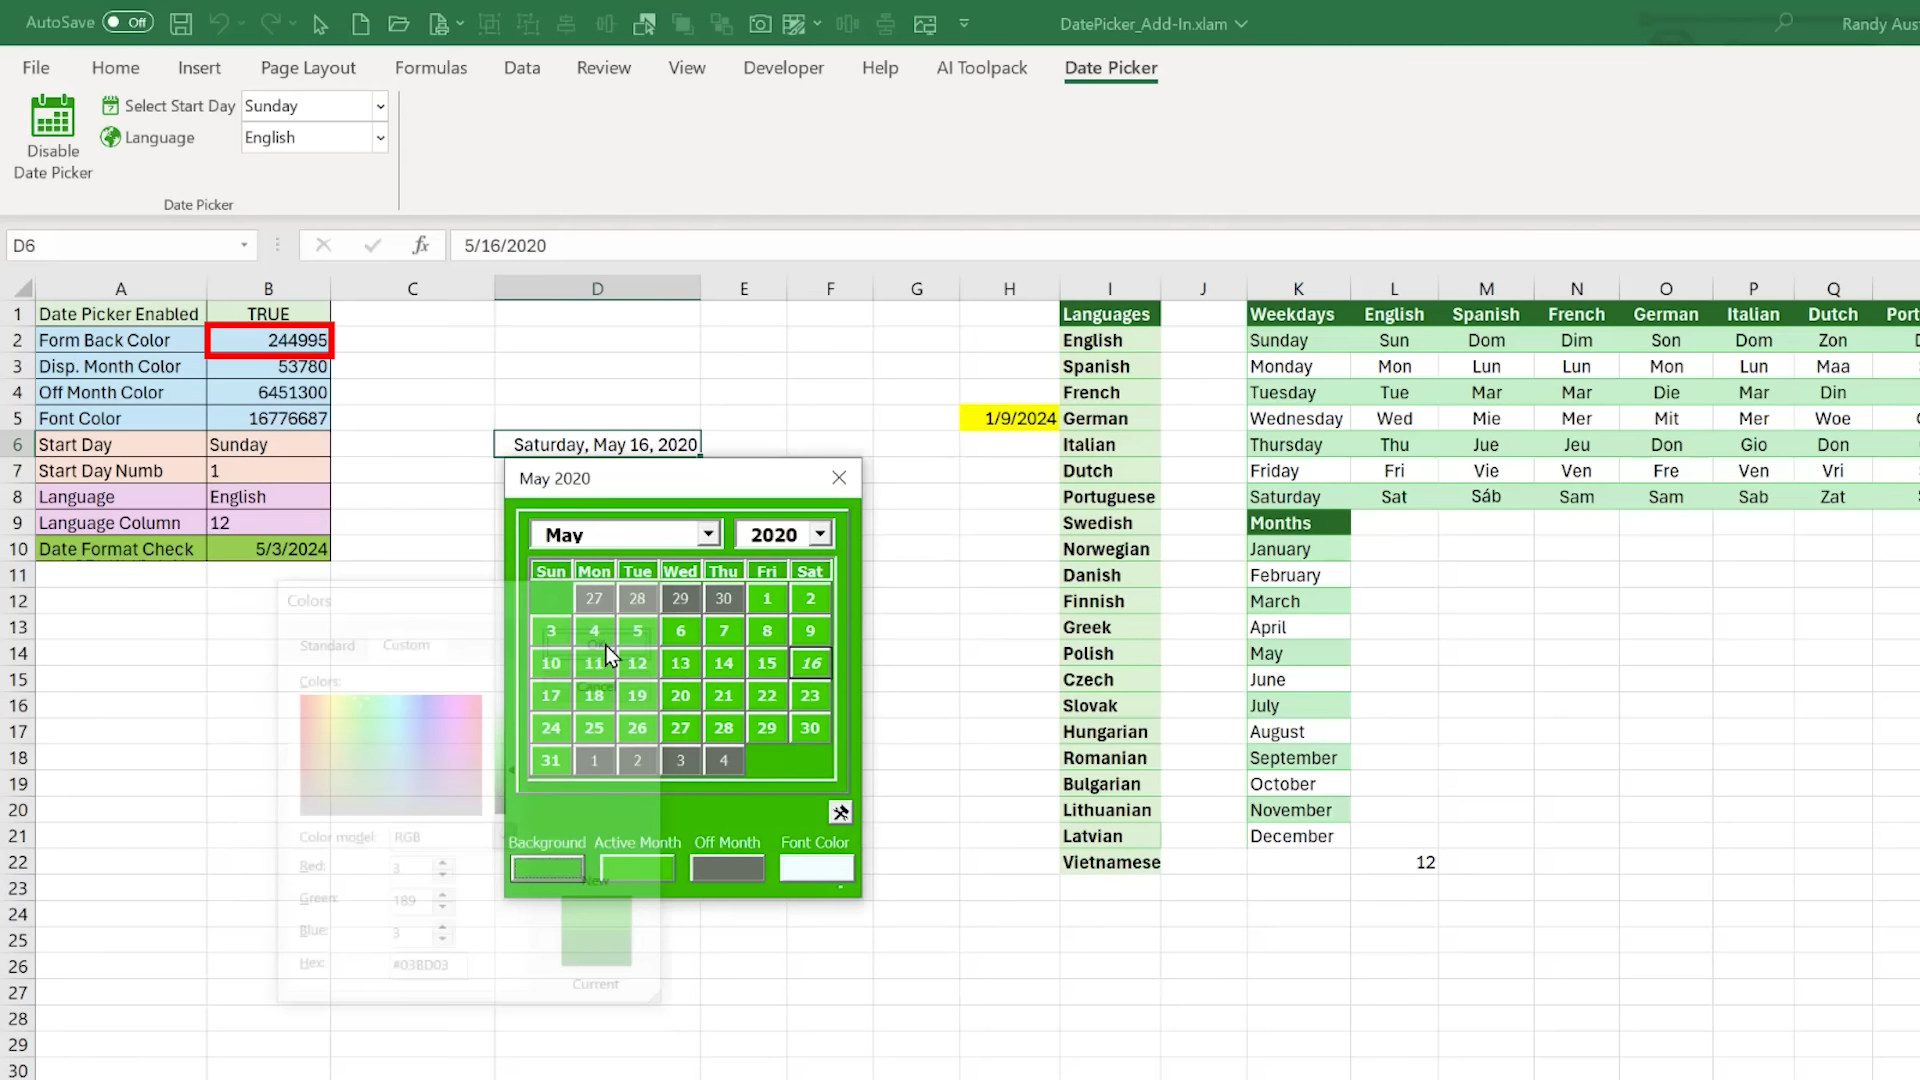 AutoSave Off DatePicker_Add-In.xlam Randy Aus
File Home Insert Page Layout Formulas Data Review View Developer Help AI Toolpack Date Picker
Disable
Date Picker
Select Start Day Sunday
Language English
Date Picker
D6 fx 5/16/2020
A B C D E F G H I J K L M N O P Q
1 Date Picker Enabled TRUE Languages Weekdays English Spanish French German Italian Dutch Port
2 Form Back Color 244995 English Sunday Sun Dom Dim Son Dom Zon
3 Disp. Month Color 53780 Spanish Monday Mon Lun Lun Mon Lun Maa
4 Off Month Color 6451300 French Tuesday Tue Mar Mar Die Mar Din
5 Font Color 16776687 1/9/2024 German Wednesday Wed Mie Mer Mit Mer Woe
6 Start Day Sunday Saturday, May 16, 2020 Italian Thursday Thu Jue Jeu Don Gio Don
7 Start Day Numb 1 Dutch Friday Fri Vie Ven Fre Ven Vri
8 Language English Portuguese Saturday Sat Sáb Sam Sam Sab Zat
9 Language Column 12 Swedish Months
10 Date Format Check 5/3/2024 Norwegian January
11 Danish February
12 Finnish March
13 Greek April
14 Polish May
15 Czech June
16 Slovak July
17 Hungarian August
18 Romanian September
19 Bulgarian October
20 Lithuanian November
21 Latvian December
22 Vietnamese 12
23
24
25
26
27
28
29
30
May 2020
May 2020
Sun Mon Tue Wed Thu Fri Sat
27 28 29 30 1 2
3 4 5 6 7 8 9
10 11 12 13 14 15 16
17 18 19 20 21 22 23
24 25 26 27 28 29 30
31 1 2 3 4
Background Active Month Off Month Font Color
Colors
Standard Custom
OK
Cancel
Colors:
Color model: RGB
Red: 3
Green: 189
Blue: 3
Hex: #03BD03
New
Current